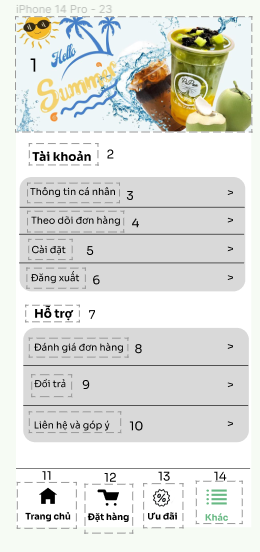 iPhone 14 Pro - 23
1
Hello
Summer
Tài khoản 2
Thông tin cá nhân 3 >
Theo dõi đơn hàng 4 >
Cài đặt 5 >
Đăng xuất 6 >
Hỗ trợ 7
Đánh giá đơn hàng 8 >
Đổi trả 9 >
Liên hệ và góp ý 10 >
11 12 13 14
Trang chủ Đặt hàng Ưu đãi Khác